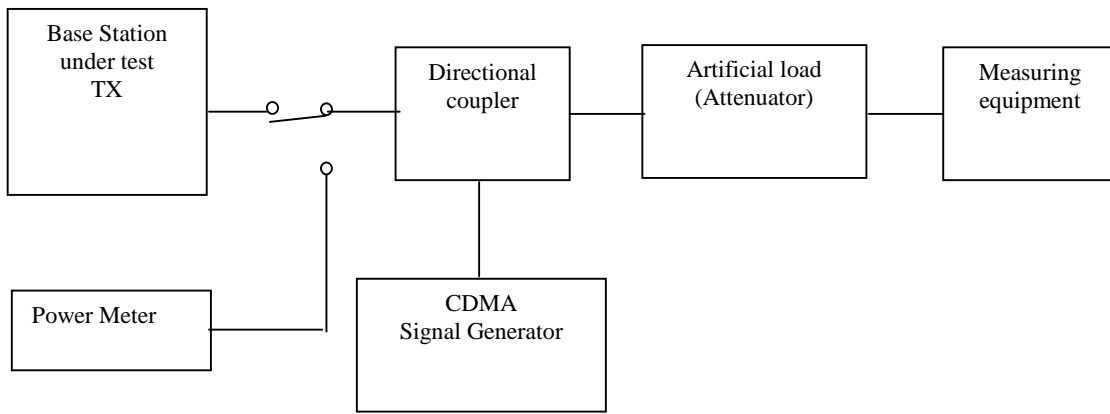 Base Station
under test
TX
Directional
coupler
Artificial load
(Attenuator)
Measuring
equipment
Power Meter
CDMA
Signal Generator